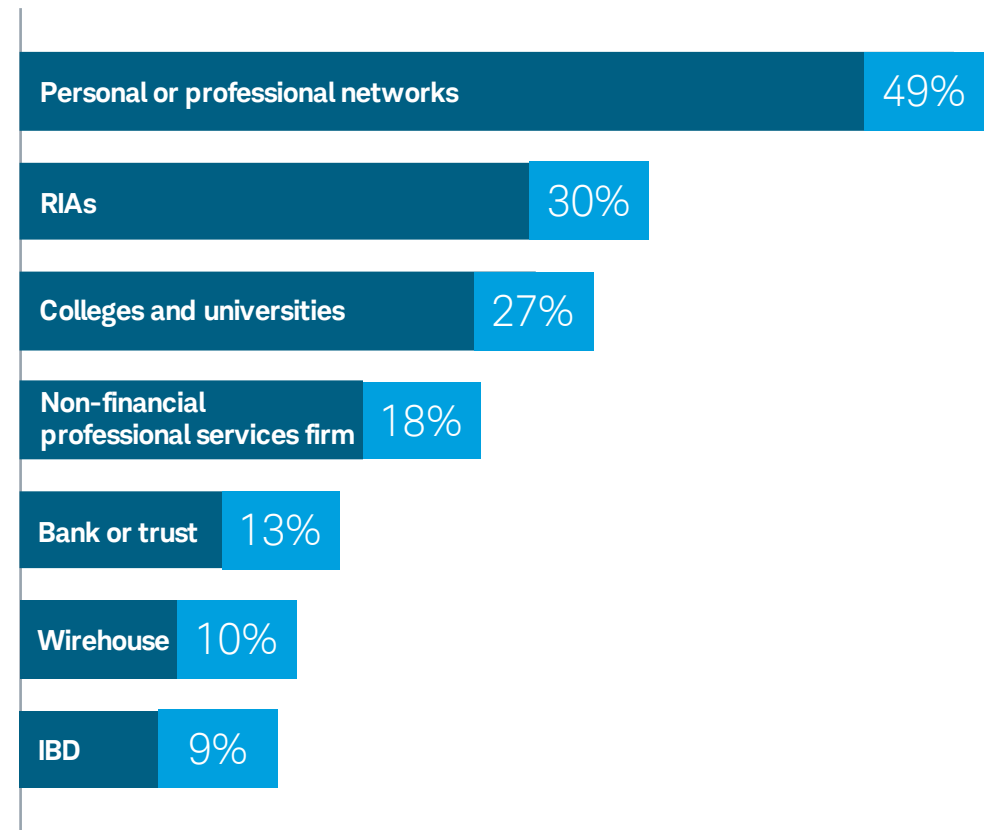 Personal or professional networks 49%
RIAs 30%
Colleges and universities 27%
Non-financial
professional services firm 18%
Bank or trust 13%
Wirehouse 10%
IBD 9%